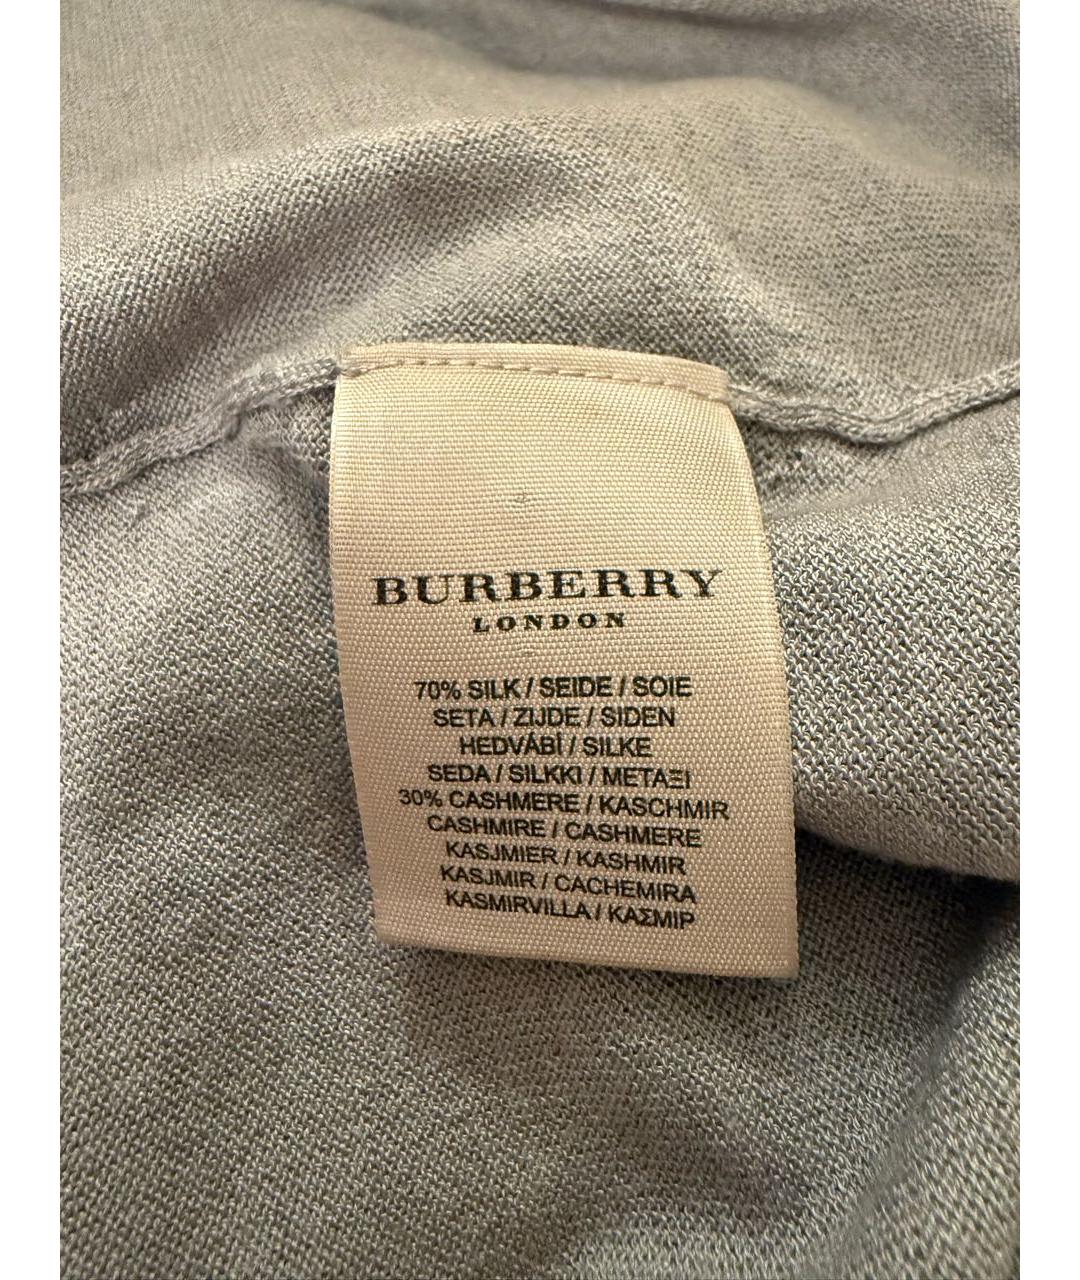 BURBERRY
LONDON
70% SILK / SEIDE / SOIE
SETA / ZIJDE / SIDEN
HEDVÁBÍ / SILKE
SEDA / SILKKI / ΜΕΤΑΞΙ
30% CASHMERE / KASCHMIR
CASHMIRE / CASHMERE
KASJMIER / KASHMIR
KASJMIR / CACHEMIRA
KASMIRVILLA / ΚΑΣΜΙΡ